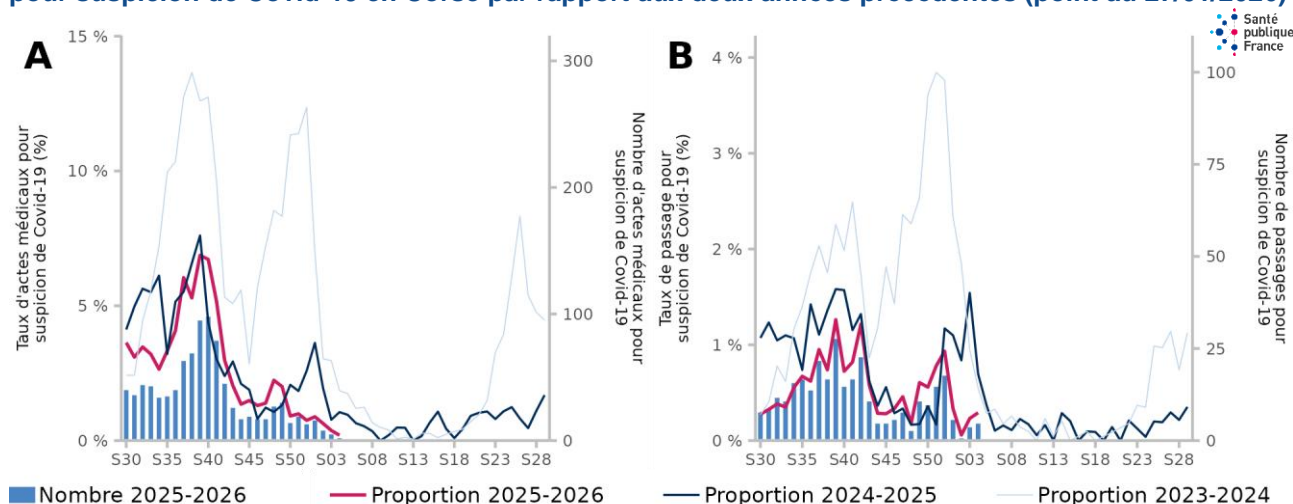 pour suspicion de Covid-19 en Corse par rapport aux deux années précédentes (point au 27/01/2026)
Santé
publique
France
A
15 %
10 %
5 %
0 %
300
200
100
0
Taux d'actes médicaux pour
suspicion de Covid-19 (%)
Nombre d'actes médicaux pour
suspicion de Covid-19
S30
S35
S40
S45
S50
S03
S08
S13
S18
S23
S28
B
4 %
3 %
2 %
1 %
0 %
100
75
50
25
0
Taux de passage pour
suspicion de Covid-19 (%)
Nombre de passages pour
suspicion de Covid-19
S30
S35
S40
S45
S50
S03
S08
S13
S18
S23
S28
Nombre 2025-2026
Proportion 2025-2026
Proportion 2024-2025
Proportion 2023-2024